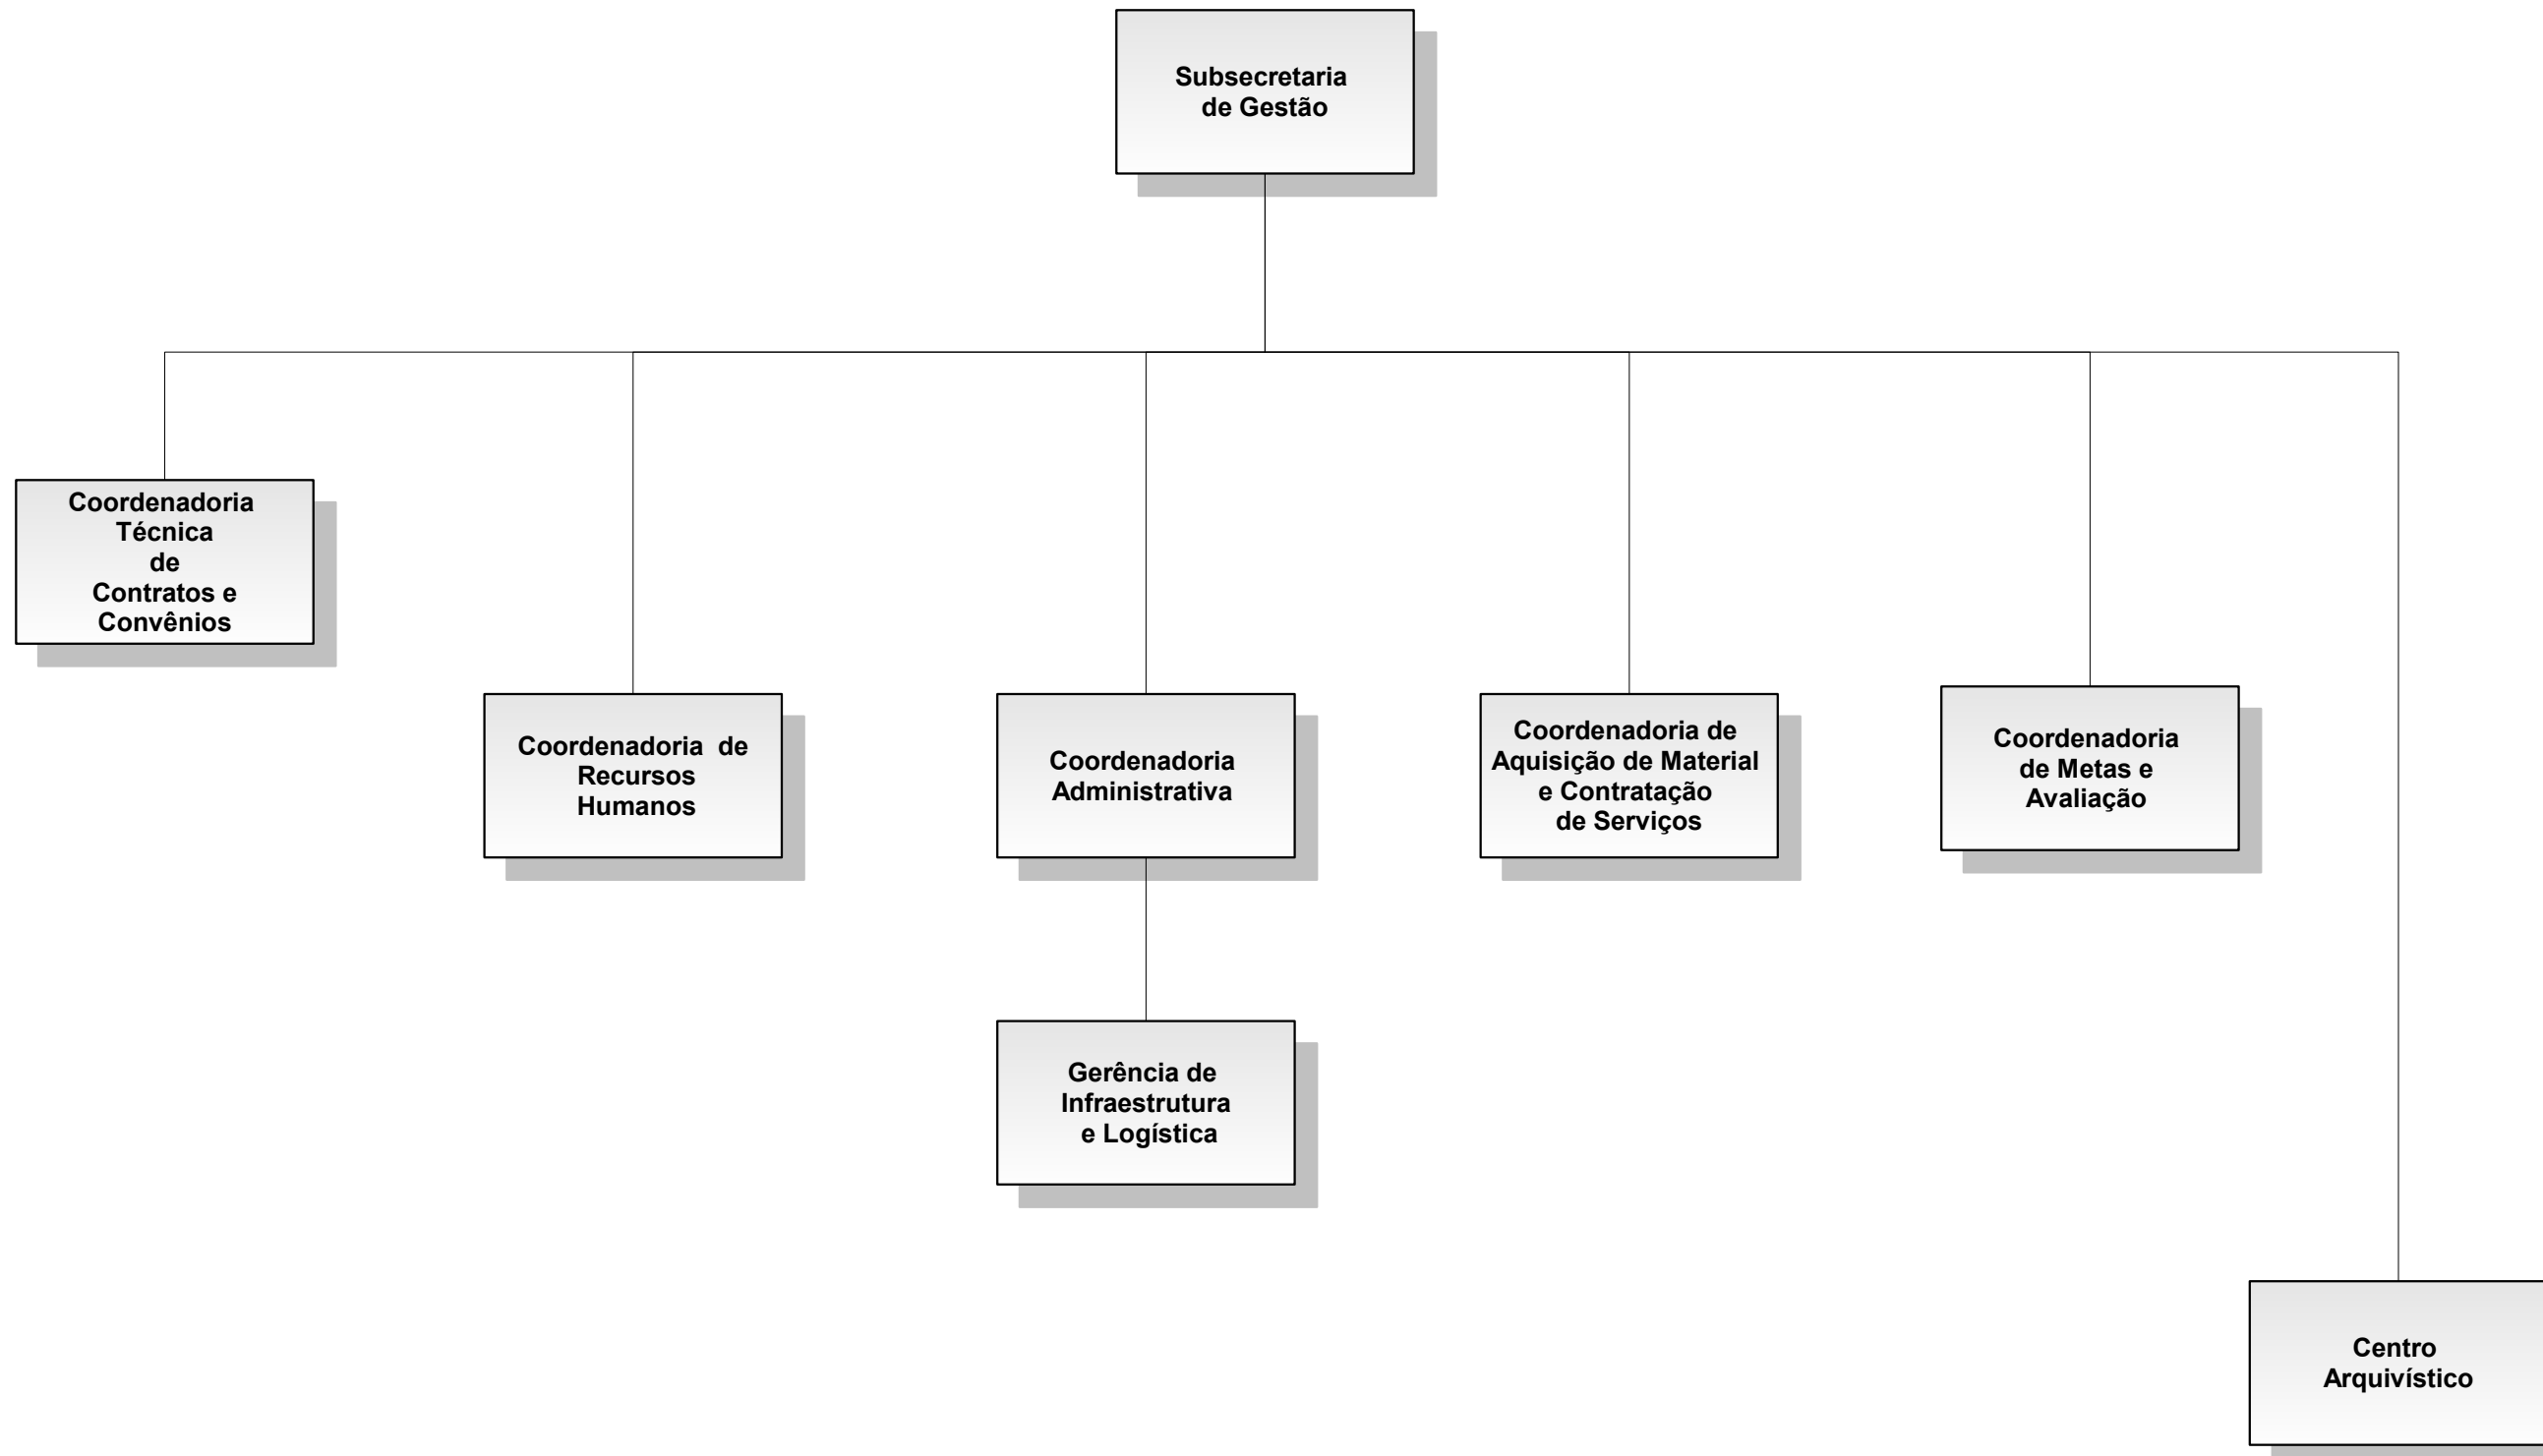 Subsecretaria
de Gestão
Coordenadoria
Técnica
de
Contratos e
Convênios
Coordenadoria de
Recursos
Humanos
Coordenadoria
Administrativa
Coordenadoria de
Aquisição de Material
e Contratação
de Serviços
Coordenadoria
de Metas e
Avaliação
Gerência de
Infraestrutura
e Logística
Centro
Arquivístico